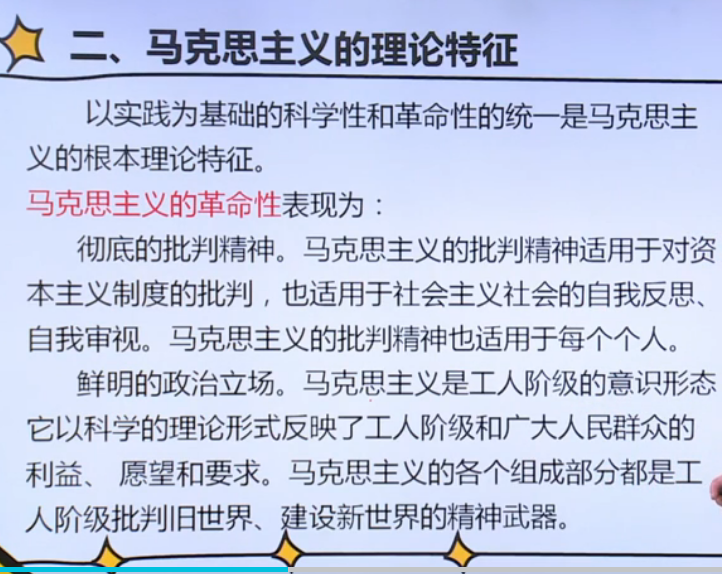 二、马克思主义的理论特征
以实践为基础的科学性和革命性的统一是马克思主
义的根本理论特征。
马克思主义的革命性表现为：
彻底的批判精神。马克思主义的批判精神适用于对资
本主义制度的批判，也适用于社会主义社会的自我反思、
自我审视。马克思主义的批判精神也适用于每个个人。
鲜明的政治立场。马克思主义是工人阶级的意识形态
它以科学的理论形式反映了工人阶级和广大人民群众的
利益、 愿望和要求。马克思主义的各个组成部分都是工
人阶级批判旧世界、建设新世界的精神武器。